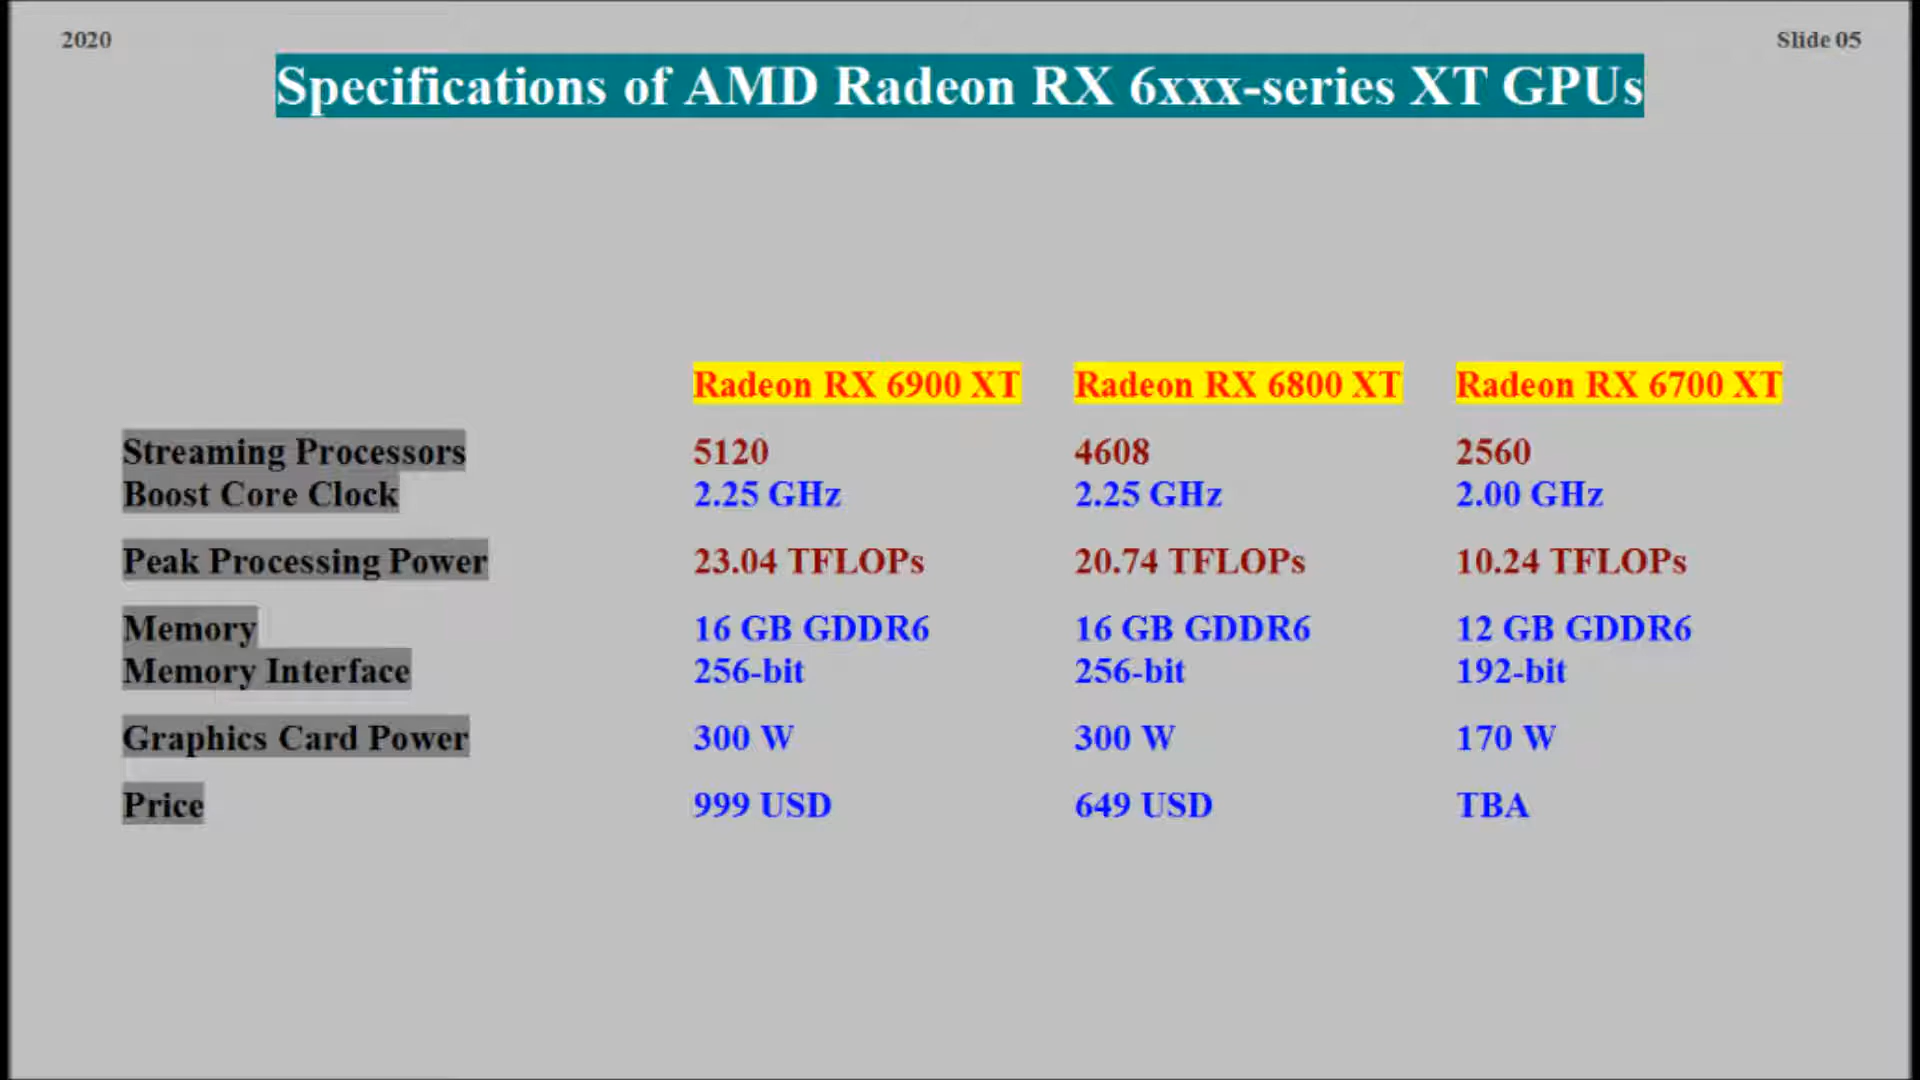 2020 Slide 05
Specifications of AMD Radeon RX 6xxx-series XT GPUs
Radeon RX 6900 XT Radeon RX 6800 XT Radeon RX 6700 XT
Streaming Processors 5120 4608 2560
Boost Core Clock 2.25 GHz 2.25 GHz 2.00 GHz
Peak Processing Power 23.04 TFLOPs 20.74 TFLOPs 10.24 TFLOPs
Memory 16 GB GDDR6 16 GB GDDR6 12 GB GDDR6
Memory Interface 256-bit 256-bit 192-bit
Graphics Card Power 300 W 300 W 170 W
Price 999 USD 649 USD TBA